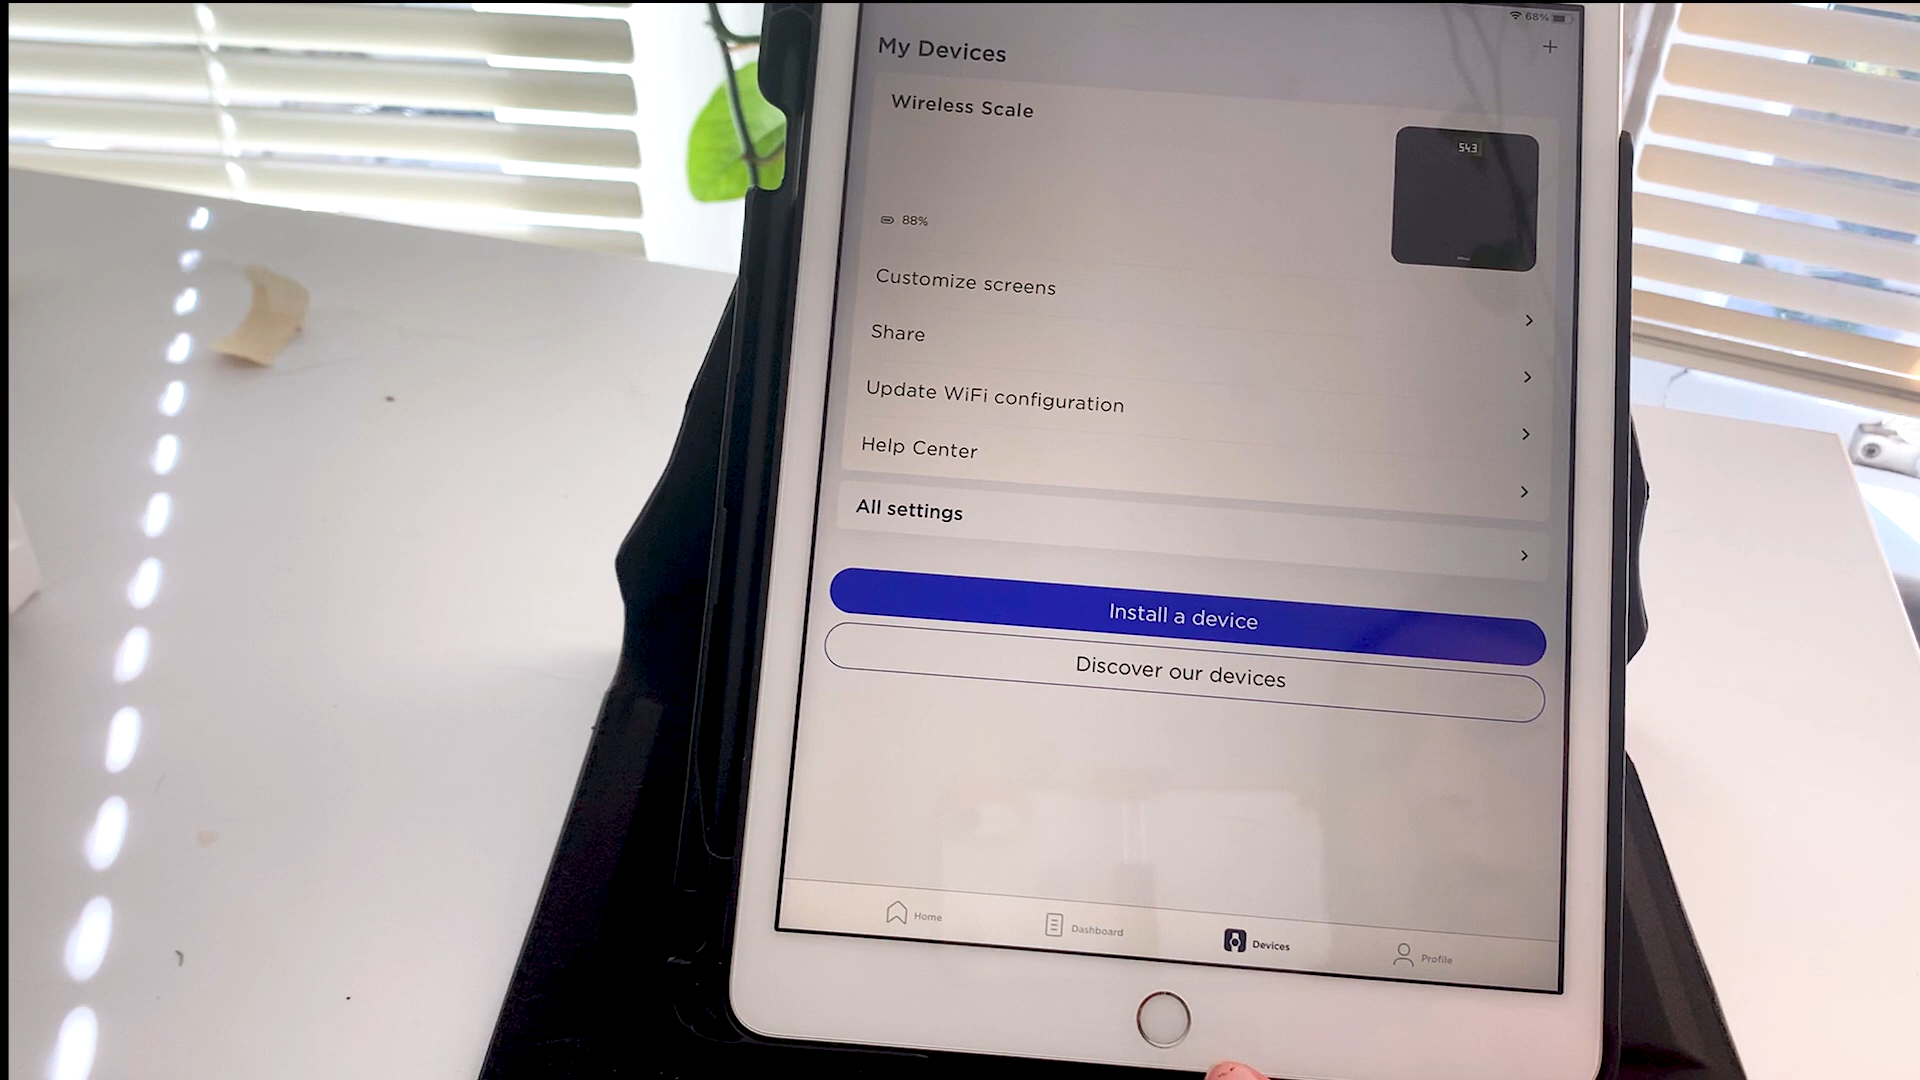 68%
My Devices
+
Wireless Scale
543
88%
Customize screens
Share
Update WiFi configuration
Help Center
All settings
Install a device
Discover our devices
Home
Dashboard
Devices
Profile